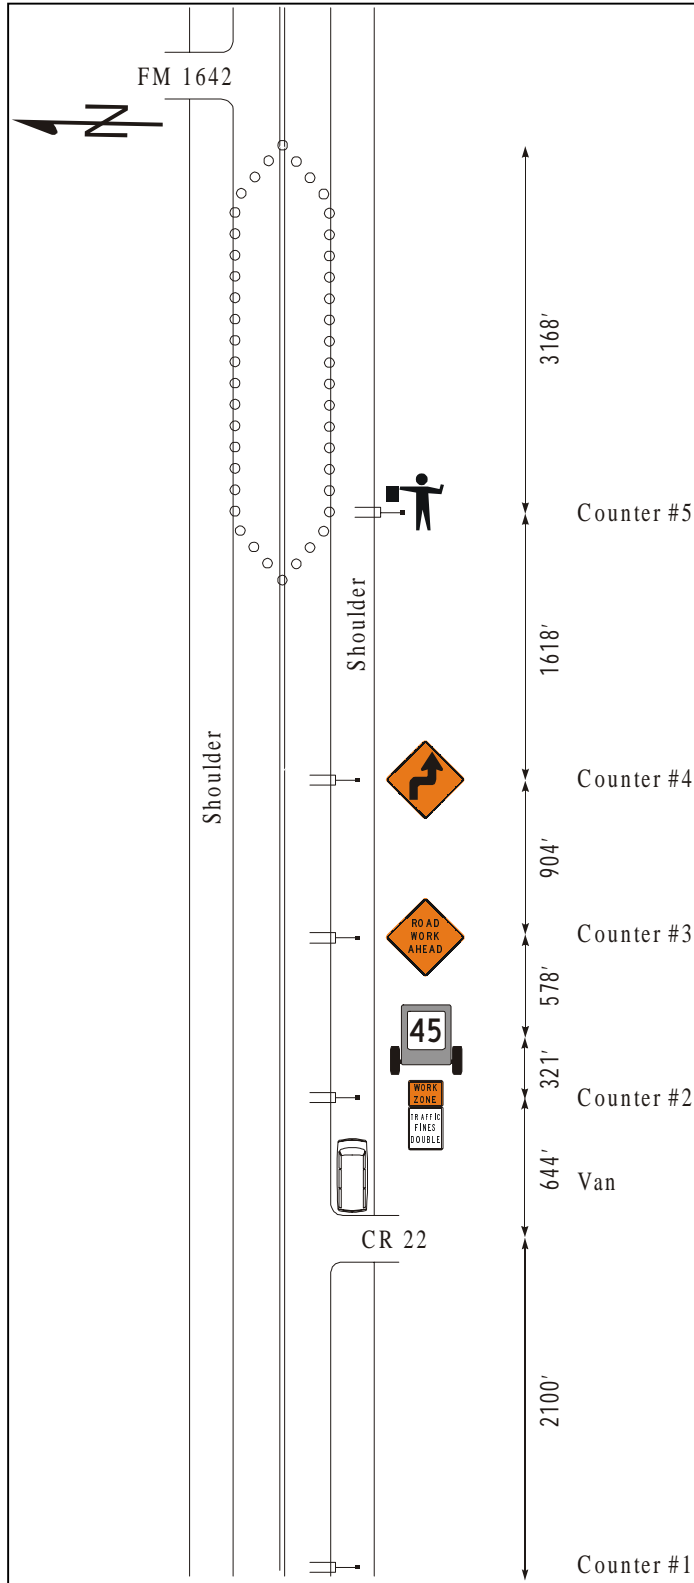 FM 1642
N
3168'
Counter #5
Shoulder
1618'
Shoulder
Counter #4
904'
ROAD
WORK
AHEAD
Counter #3
578'
45
321'
WORK
ZONE
Counter #2
TRAFFIC
FINES
DOUBLE
644'
Van
CR 22
2100'
Counter #1